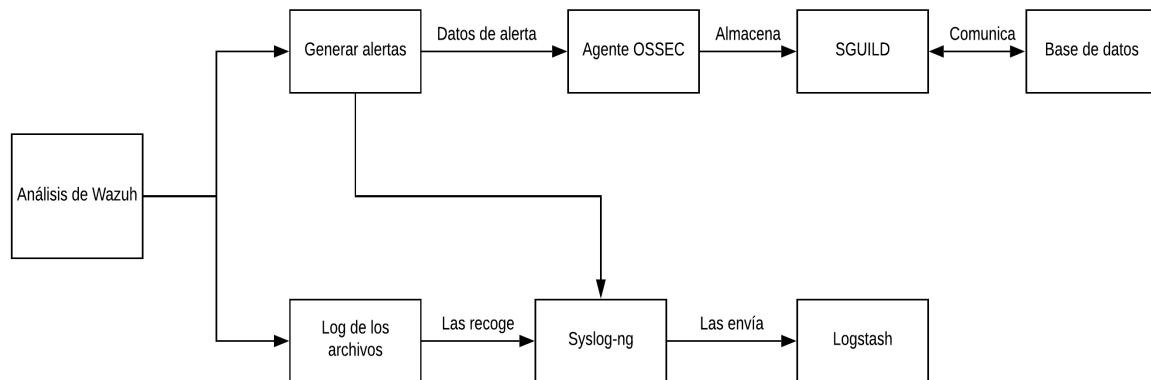 Generar alertas
Datos de alerta
Agente OSSEC
Almacena
SGUILD
Comunica
Base de datos
Análisis de Wazuh
Log de los
archivos
Las recoge
Syslog-ng
Las envía
Logstash